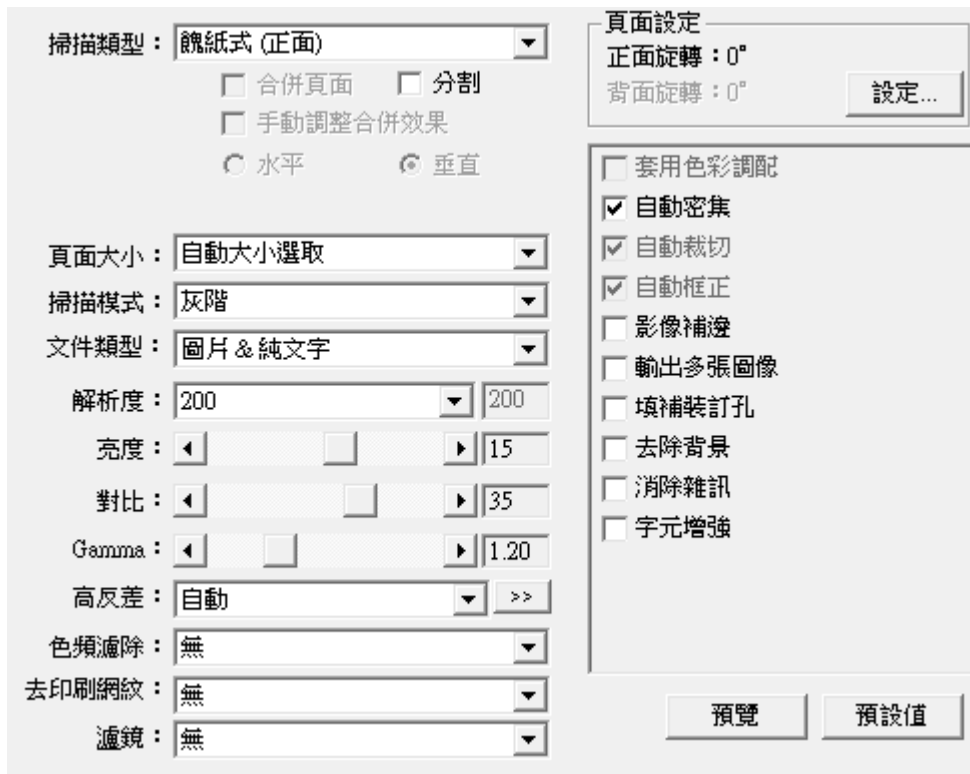 掃描類型：餽紙式 (正面)
合併頁面 分割
手動調整合併效果
水平 垂直
頁面大小：自動大小選取
掃描模式：灰階
文件類型：圖片 & 純文字
解析度：200 200
亮度：15
對比：35
Gamma：1.20
高反差：自動 >>
色頻濾除：無
去印刷網紋：無
濾鏡：無
頁面設定
正面旋轉：0°
背面旋轉：0°
設定...
套用色彩調配
自動密集
自動裁切
自動框正
影像補邊
輸出多張圖像
填補裝訂孔
去除背景
消除雜訊
字元增強
預覽 預設值